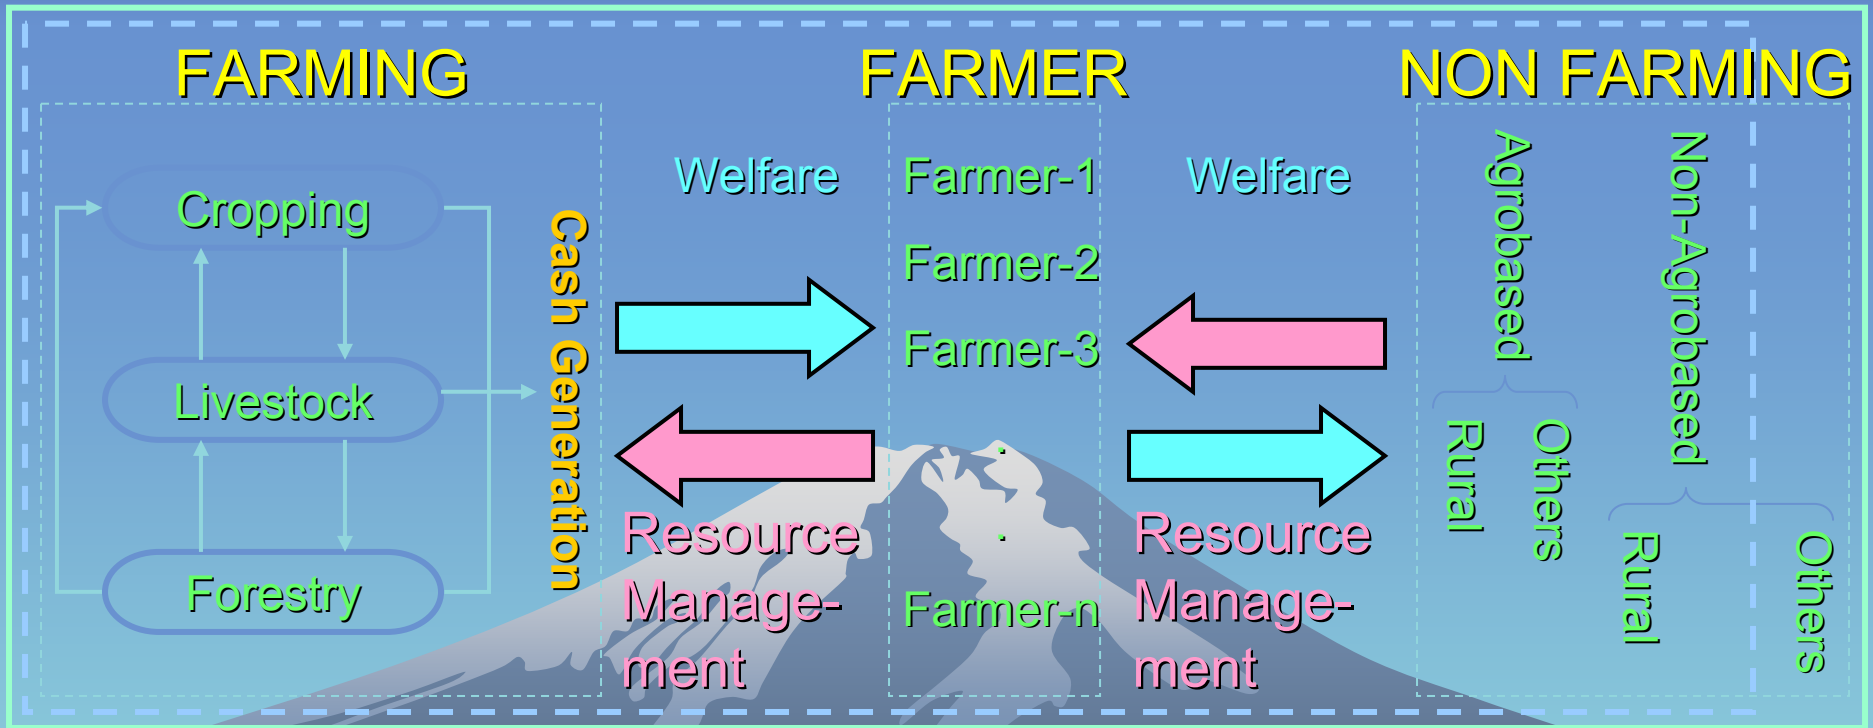 FARMING
FARMER
NON FARMING
Cropping
Livestock
Forestry
Cash Generation
Welfare
Resource
Manage-
ment
Farmer-1
Farmer-2
Farmer-3
.
.
Farmer-n
Welfare
Resource
Manage-
ment
Agrobased
Rural
Others
Non-Agrobased
Rural
Others